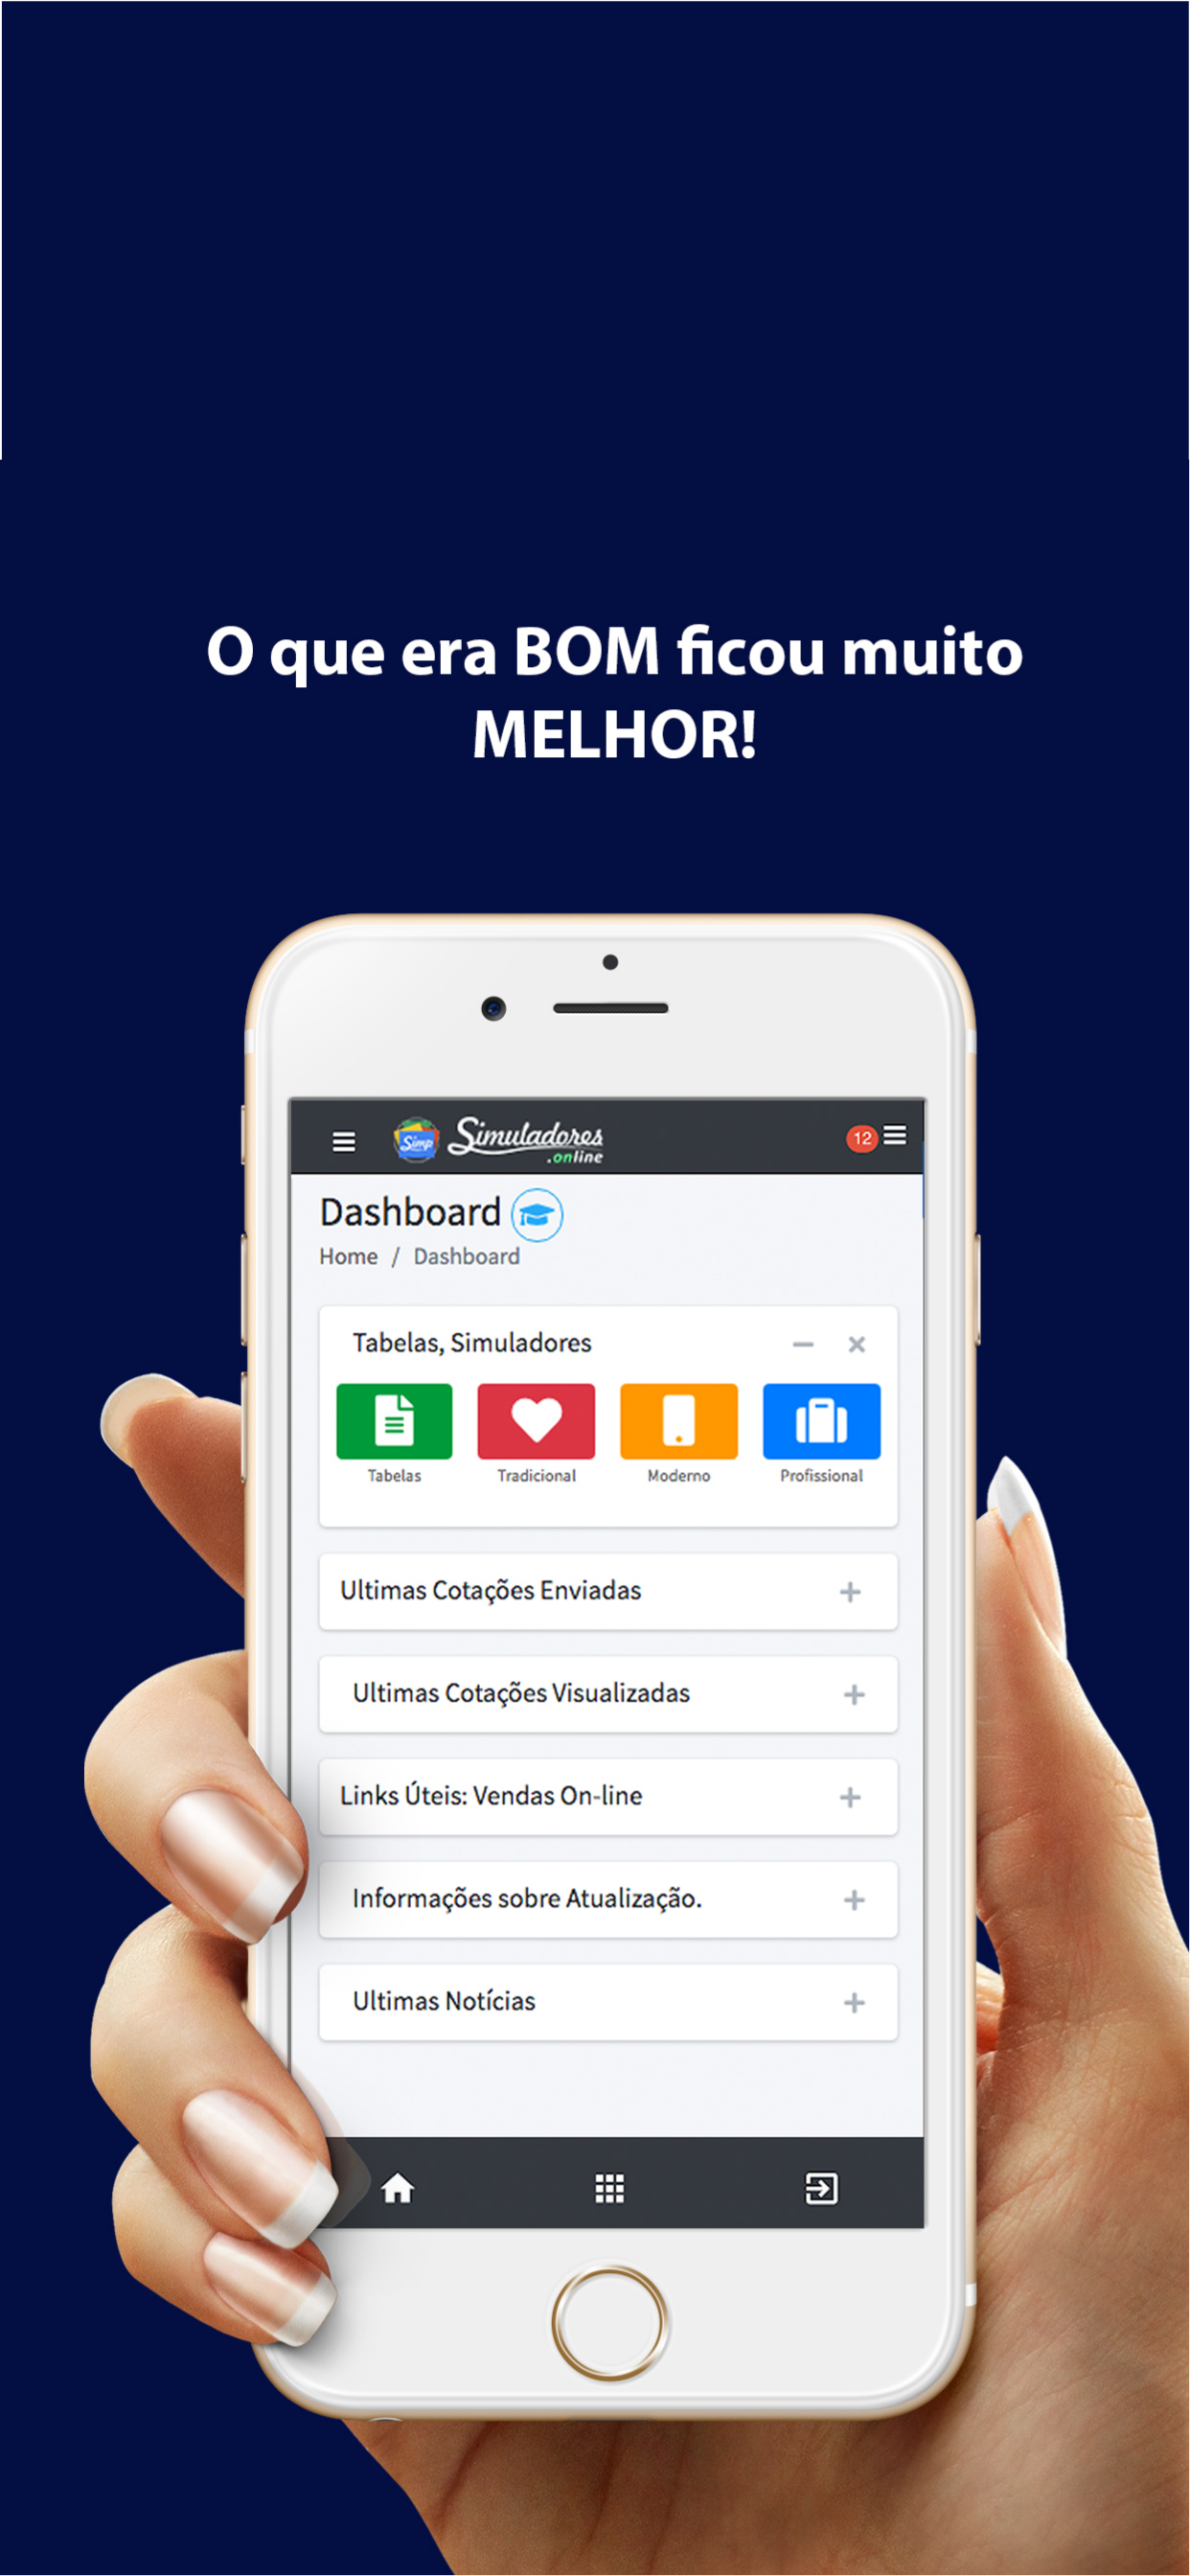 O que era BOM ficou muito
MELHOR!
Simp
Simuladores
.online
12
Dashboard
Home / Dashboard
Tabelas, Simuladores
Tabelas
Tradicional
Moderno
Profissional
Ultimas Cotações Enviadas
Ultimas Cotações Visualizadas
Links Úteis: Vendas On-line
Informações sobre Atualização.
Ultimas Notícias